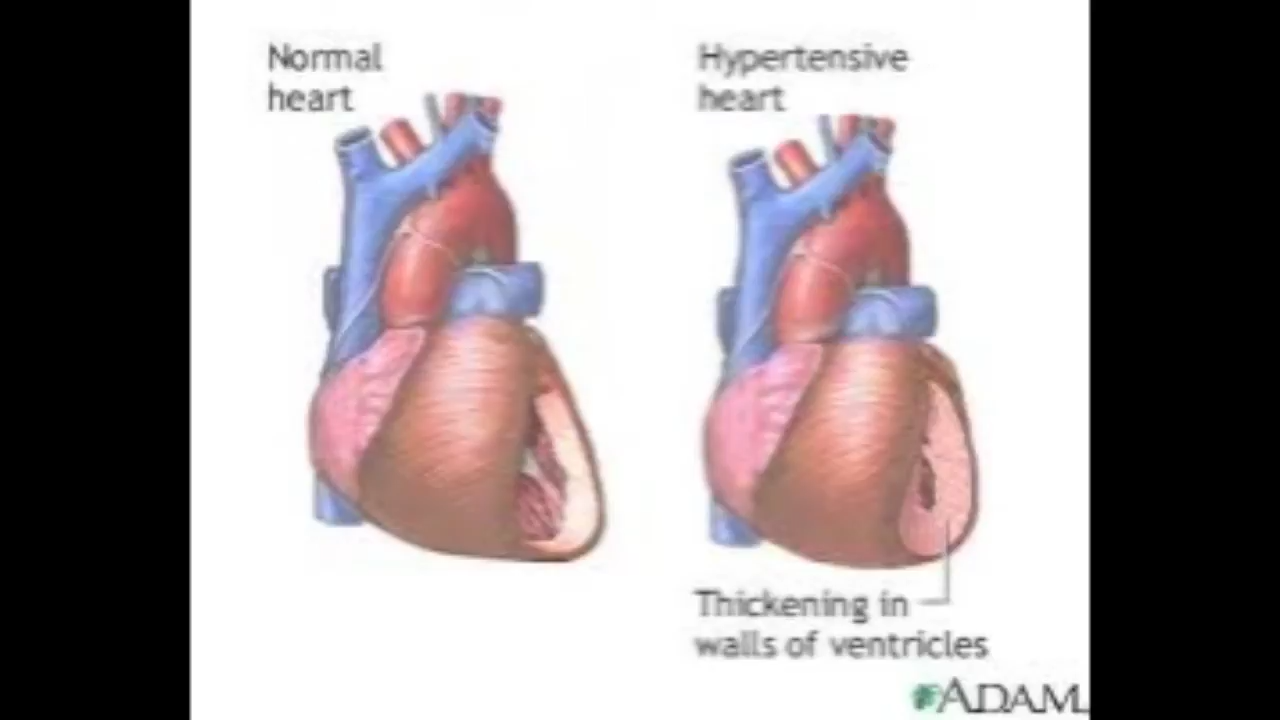 Normal
heart
Hypertensive
heart
Thickening in
walls of ventricles
ADAM.